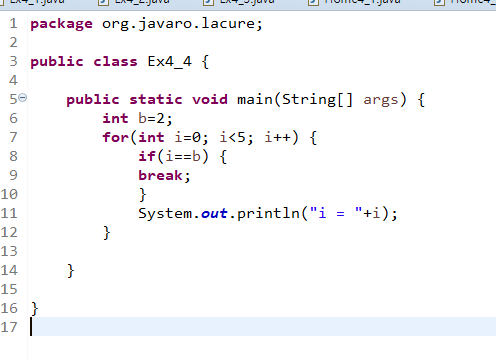 Ex4_1.java Ex4_2.java Ex4_3.java Home4_1.java Home4_
1 package org.javaro.lacure;
2
3 public class Ex4_4 {
4
5 public static void main(String[] args) {
6 int b=2;
7 for(int i=0; i<5; i++) {
8 if(i==b) {
9 break;
10 }
11 System.out.println("i = "+i);
12 }
13
14 }
15
16 }
17